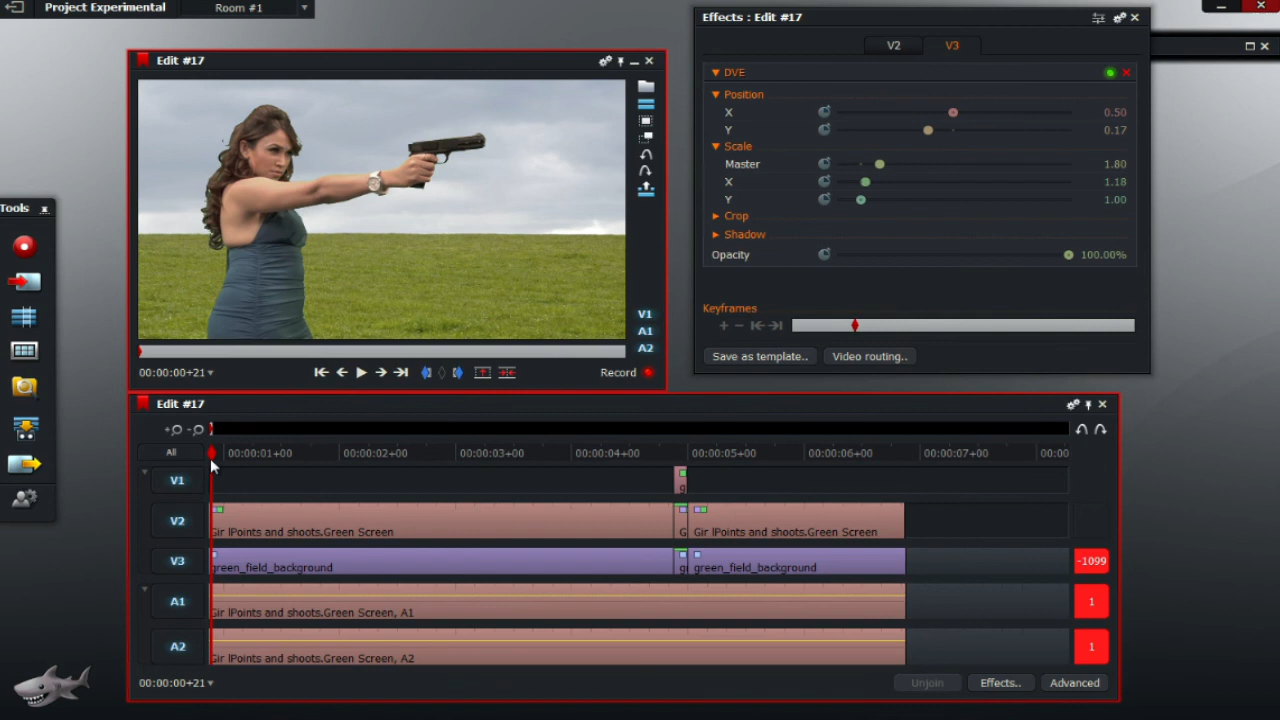 Project Experimental
Room #1
Effects : Edit #17
V2
V3
DVE
Position
X
0.50
Y
0.17
Scale
Master
1.80
X
1.18
Y
1.00
Crop
Shadow
Opacity
100.00%
Keyframes
Save as template..
Video routing..
Edit #17
V1
A1
A2
00:00:00+21
Record
Tools
Edit #17
All
00:00:01+00
00:00:02+00
00:00:03+00
00:00:04+00
00:00:05+00
00:00:06+00
00:00:07+00
00:00
V1
g
V2
Gir lPoints and shoots.Green Screen
G
Gir lPoints and shoots.Green Screen
V3
green_field_background
gr
green_field_background
-1099
A1
Gir lPoints and shoots.Green Screen, A1
1
A2
Gir lPoints and shoots.Green Screen, A2
1
00:00:00+21
Unjoin
Effects..
Advanced